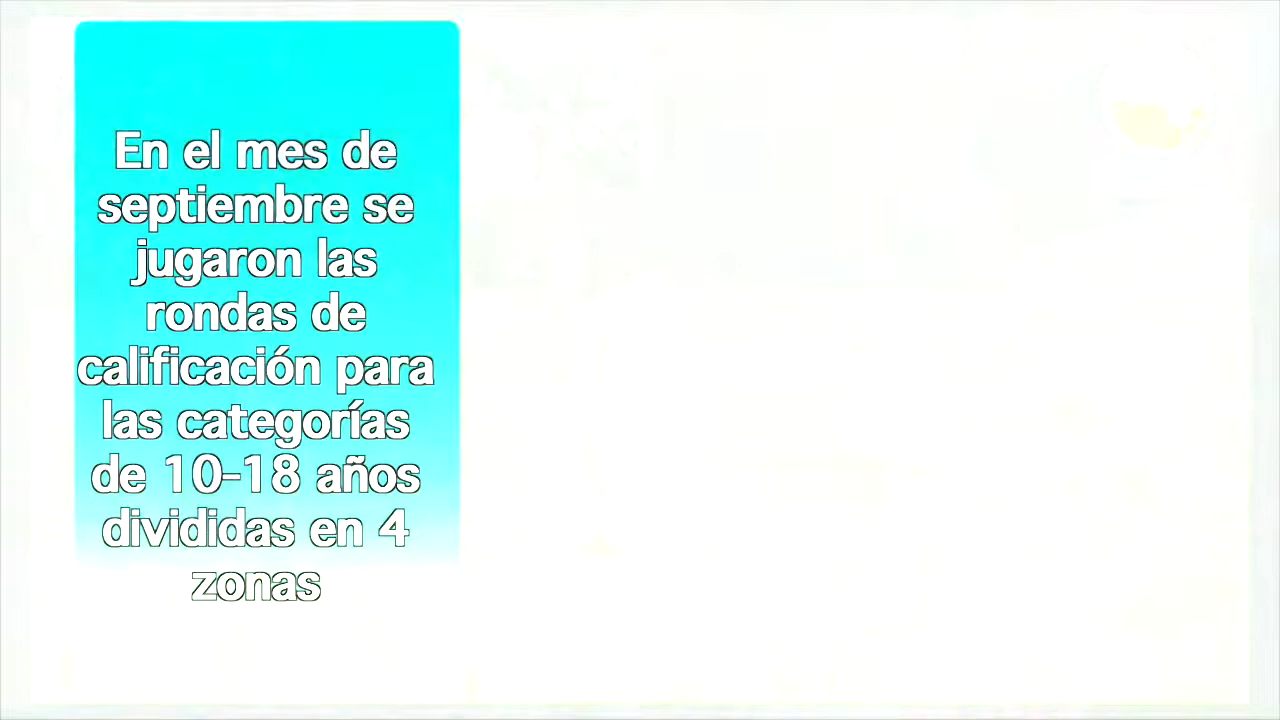 En el mes de
septiembre se
jugaron las
rondas de
calificación para
las categorías
de 10-18 años
divididas en 4
zonas